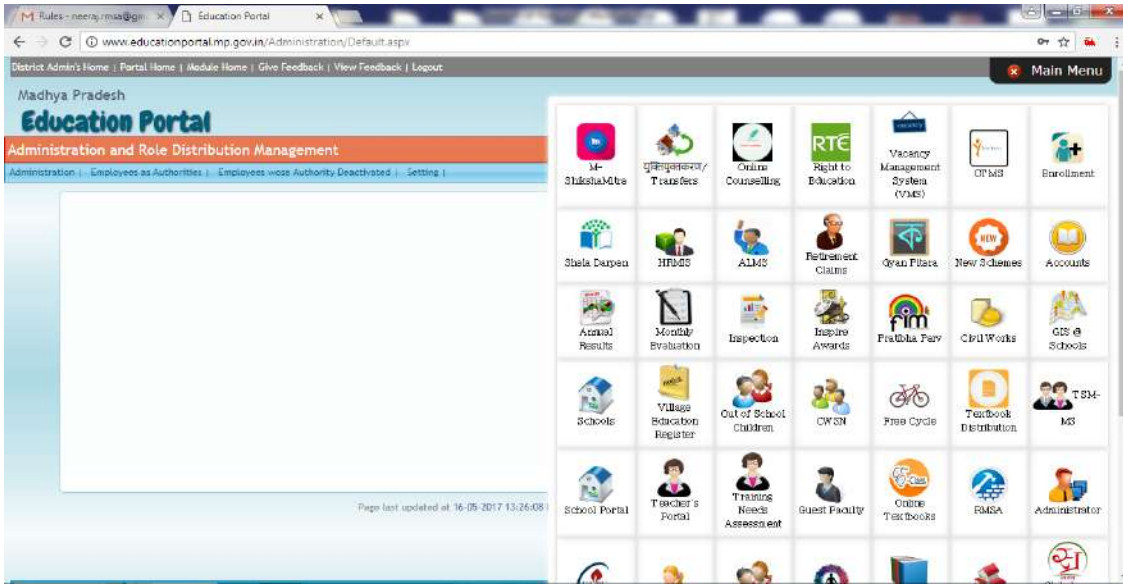 Rules - neeraj.rmsa@gm
Education Portal
www.educationportal.mp.gov.in/Administration/Default.aspx
District Admin's Home | Portal Home | Module Home | Give Feedback | View Feedback | Logout
Main Menu
Madhya Pradesh
Education Portal
Administration and Role Distribution Management
Administration | Employees as Authorities | Employees wose Authority Deactivated | Setting |
M-
ShikshaMitra
युक्तियुक्तकरण/
Transfers
Online
Counselling
RTE
Right to
Education
VACANCY
Vacancy
Management
System
(VMS)
OTMS
Enrollment
Shala Darpan
HRMIS
ALMS
Retirement
Claims
ক
Gyan Pitara
NEW
New Schemes
Accounts
Annual
Results
Monthly
Evaluation
Inspection
Inspire
Awards
fim
Pratibha Parv
Civil Works
GIS @
Schools
Schools
Village
Education
Register
Out of School
Children
CWSN
Free Cycle
Textbook
Distribution
TSM-
MS
School Portal
Teacher's
Portal
Training
Needs
Assessment
Guest Faculty
Online
Textbooks
RMSA
Administrator
Page last updated at 16-05-2017 13:26:08